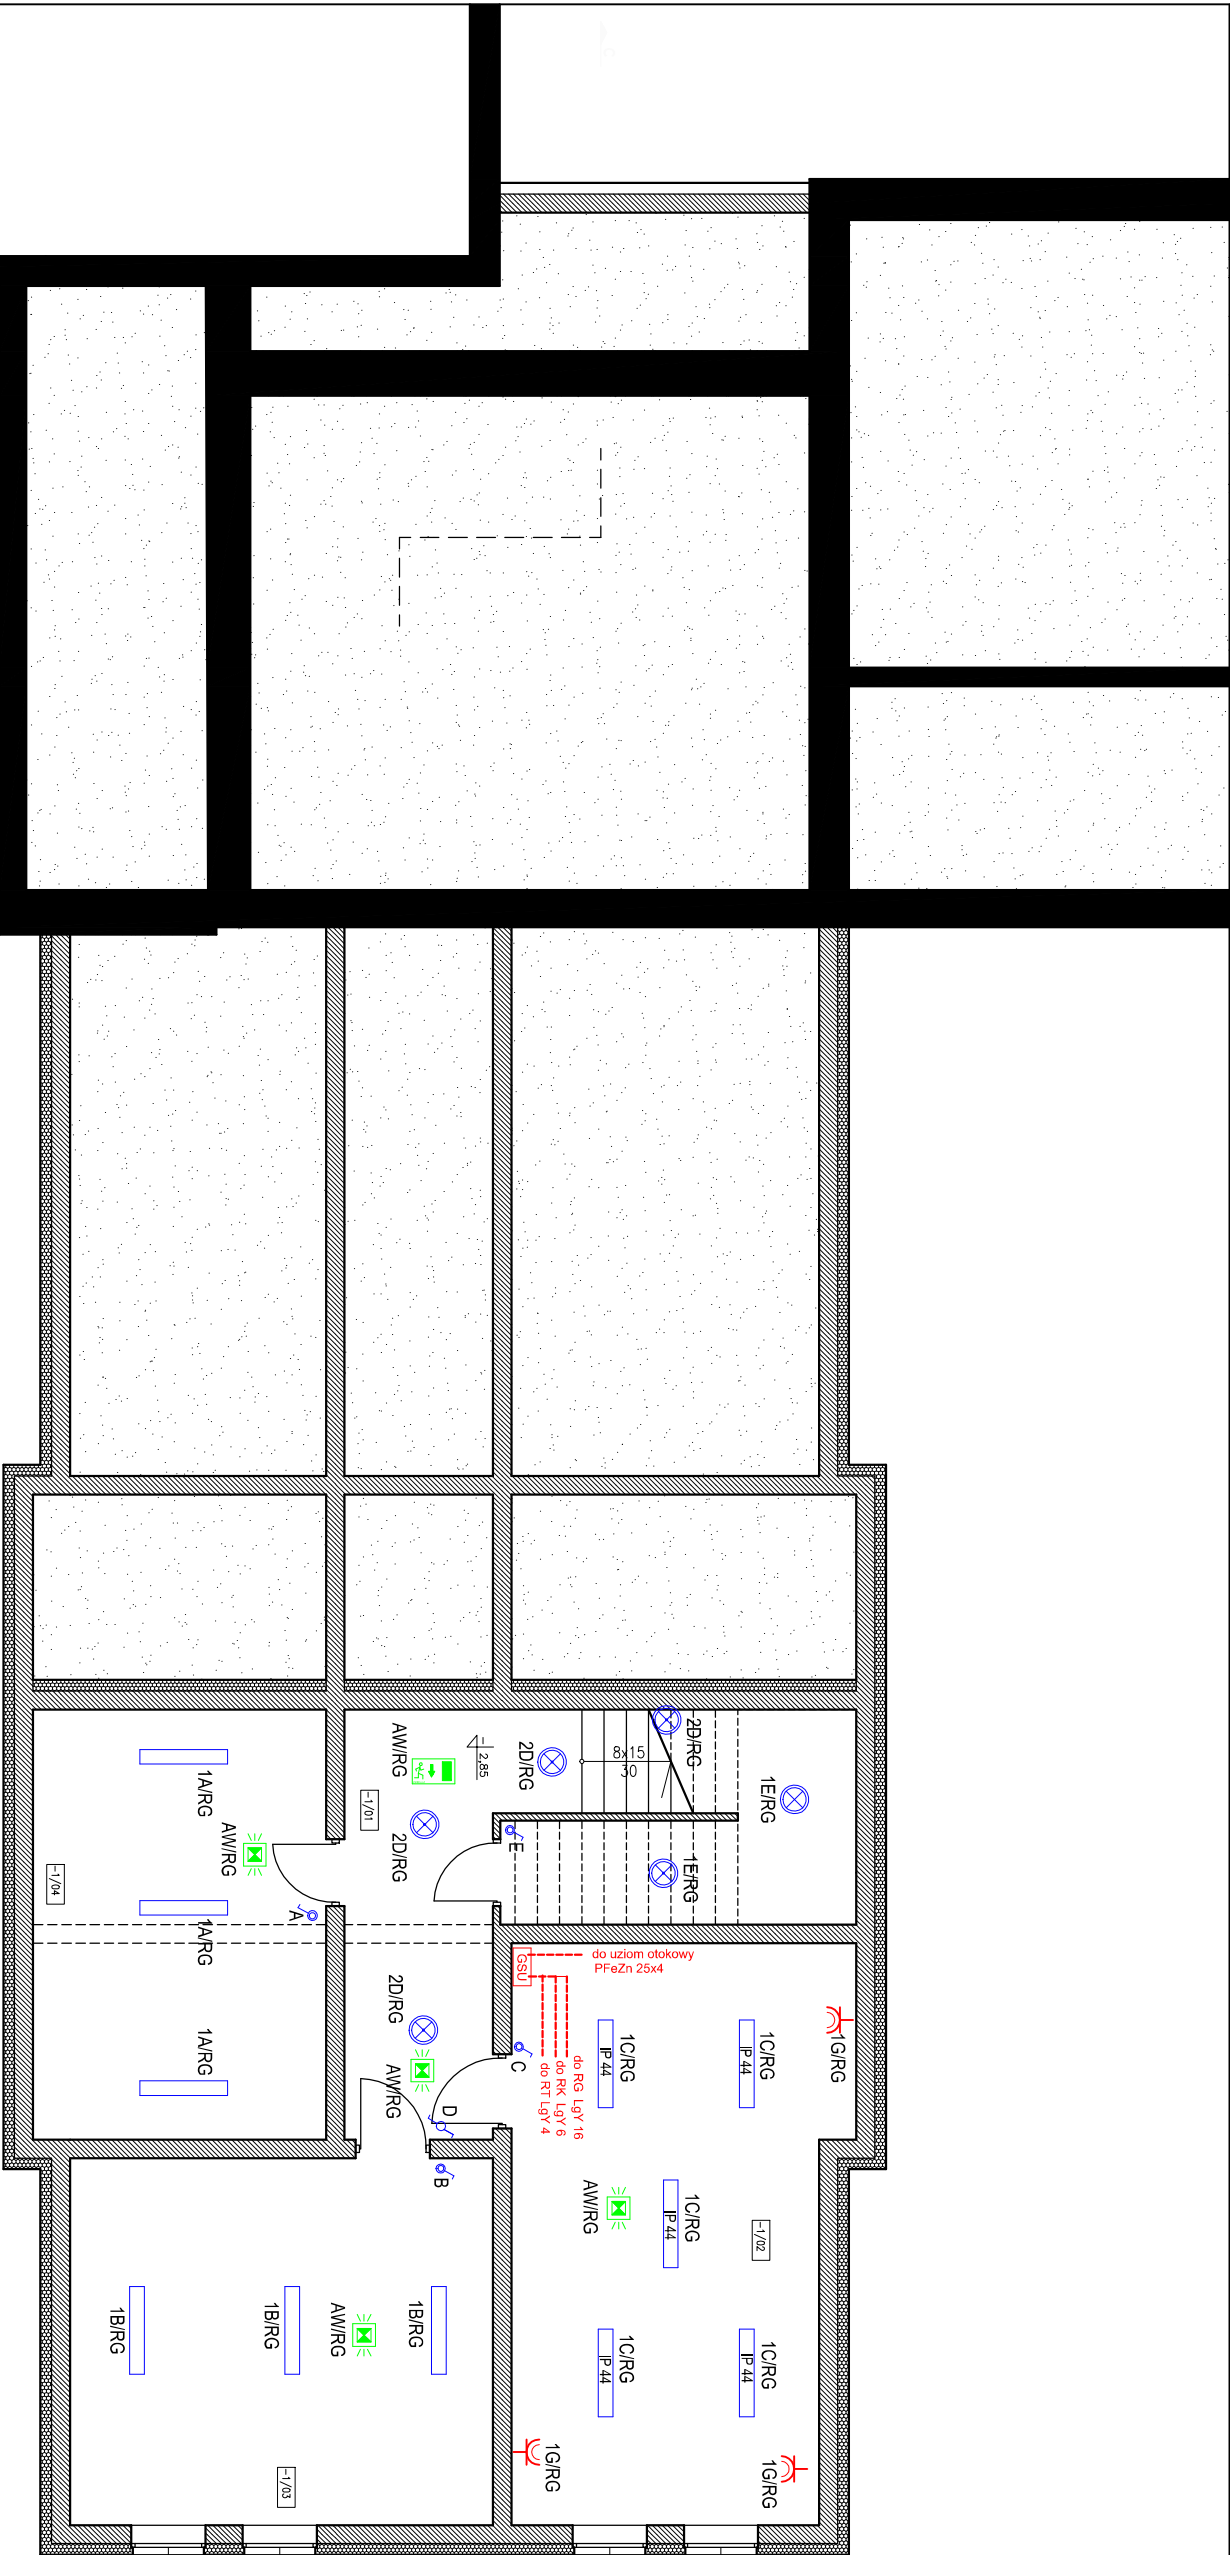 2D/RG
1E/RG
8x15
30
2D/RG
AW/RG
- 2,85
-1/01
2D/RG
E
1E/RG
1A/RG
AW/RG
-1/04
A
1A/RG
1A/RG
GSU
do uziom otokowy
PFeZn 25x4
do RG LgY 16
do RK LgY 6
do RT LgY 4
2D/RG
AW/RG
C
D
B
1C/RG
IP 44
1C/RG
IP 44
1G/RG
1C/RG
IP 44
AW/RG
-1/02
1C/RG
IP 44
1C/RG
IP 44
1G/RG
1G/RG
1B/RG
1B/RG
AW/RG
1B/RG
-1/03